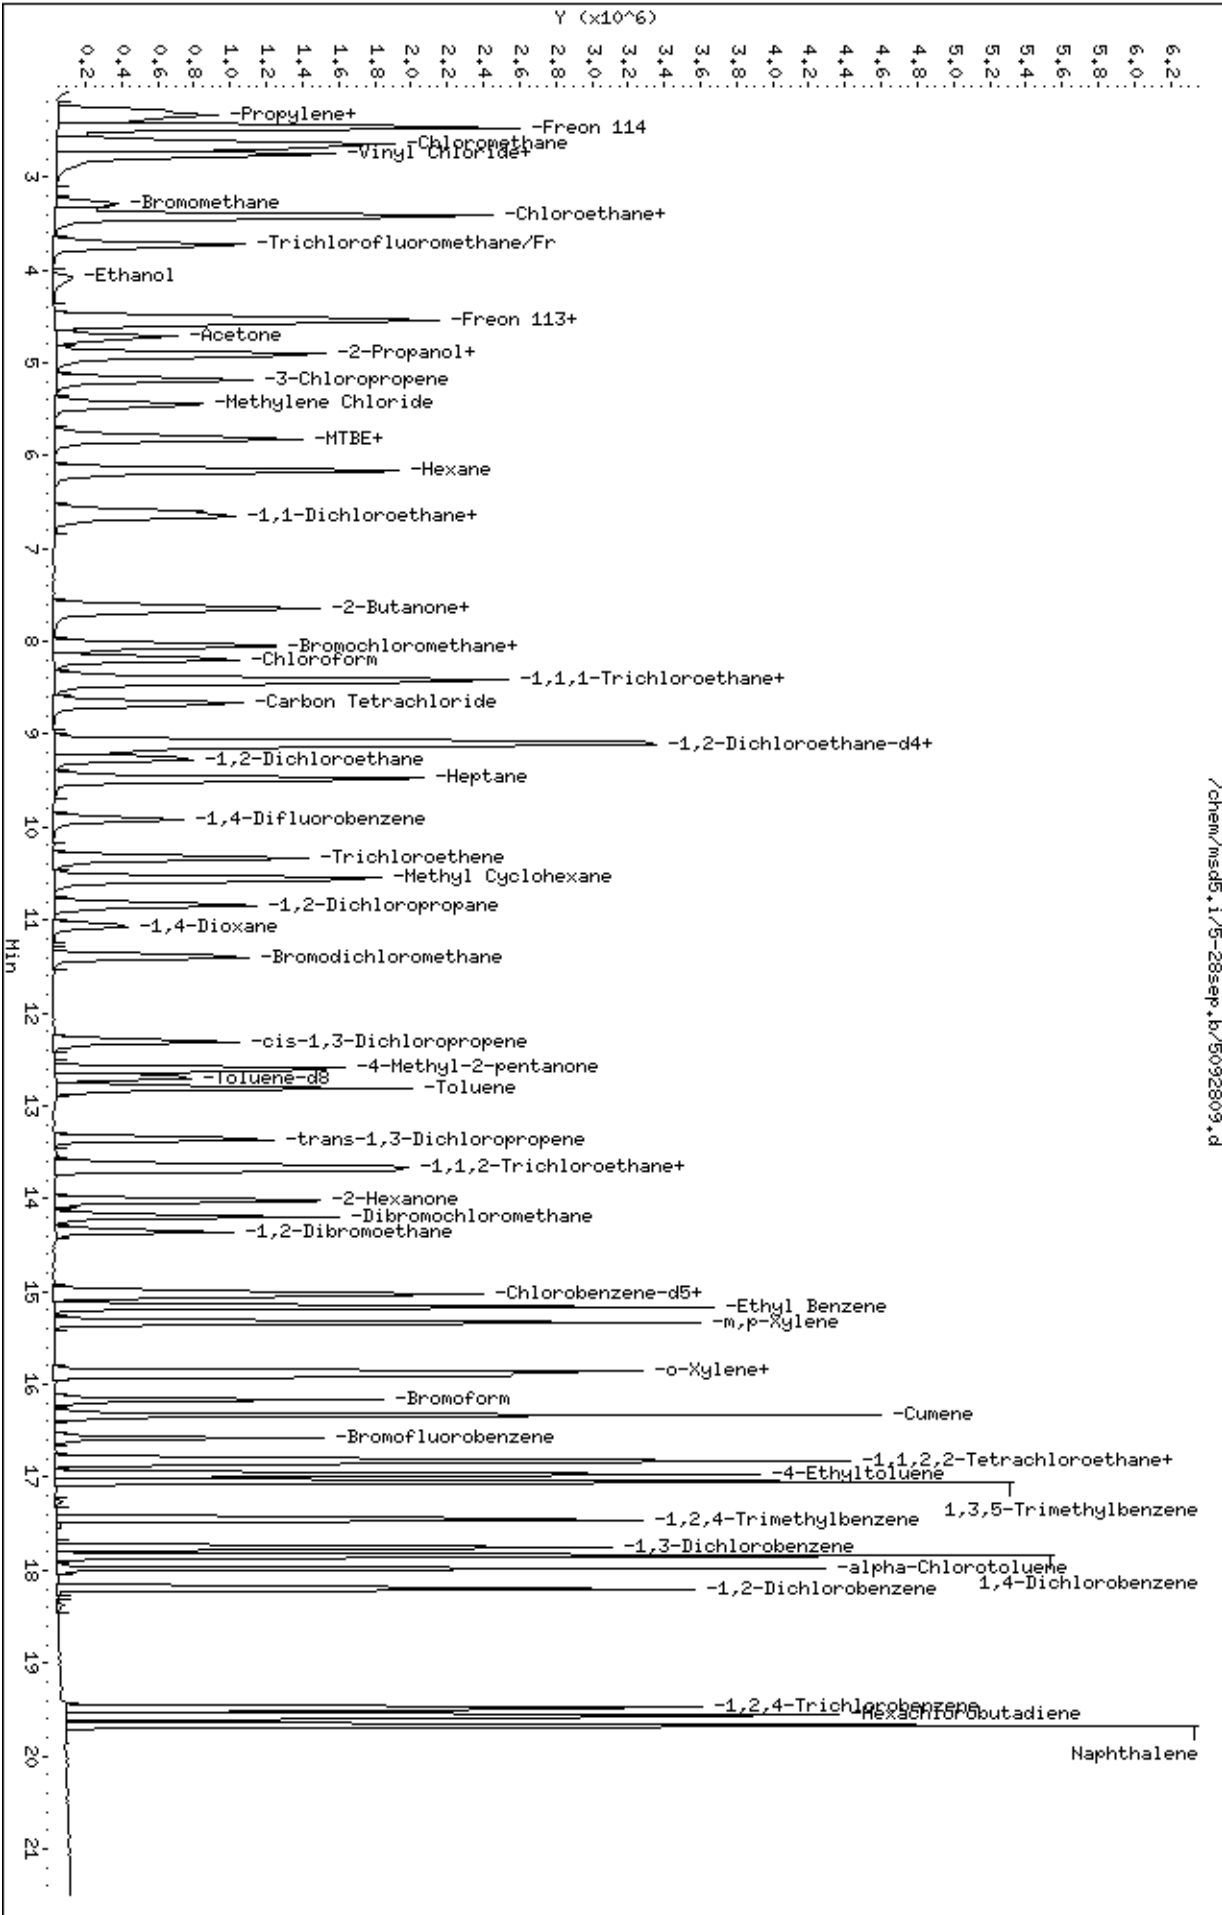 Y (x10^6)
0.2
0.4
0.6
0.8
1.0
1.2
1.4
1.6
1.8
2.0
2.2
2.4
2.6
2.8
3.0
3.2
3.4
3.6
3.8
4.0
4.2
4.4
4.6
4.8
5.0
5.2
5.4
5.6
5.8
6.0
6.2
/chem/msd5.i/5-28sep.b/5092809.d
-Propylene+
-Freon 114
-Chloromethane
-Vinyl Chloride+
3
-Bromomethane
-Chloroethane+
-Trichlorofluoromethane/Fr
4
-Ethanol
-Freon 113+
-Acetone
-2-Propanol+
5
-3-Chloropropene
-Methylene Chloride
-MTBE+
6
-Hexane
-1,1-Dichloroethane+
7
-2-Butanone+
8
-Bromochloromethane+
-Chloroform
-1,1,1-Trichloroethane+
-Carbon Tetrachloride
9
-1,2-Dichloroethane-d4+
-1,2-Dichloroethane
-Heptane
-1,4-Difluorobenzene
10
-Trichloroethene
-Methyl Cyclohexane
-1,2-Dichloropropane
11
-1,4-Dioxane
Min
-Bromodichloromethane
12
-cis-1,3-Dichloropropene
-4-Methyl-2-pentanone
-Toluene-d8
-Toluene
13
-trans-1,3-Dichloropropene
-1,1,2-Trichloroethane+
14
-2-Hexanone
-Dibromochloromethane
-1,2-Dibromoethane
15
-Chlorobenzene-d5+
-Ethyl Benzene
-m,p-Xylene
-o-Xylene+
16
-Bromoform
-Cumene
-Bromofluorobenzene
-1,1,2,2-Tetrachloroethane+
-4-Ethyltoluene
17
1,3,5-Trimethylbenzene
-1,2,4-Trimethylbenzene
-1,3-Dichlorobenzene
-alpha-Chlorotoluene
18
1,4-Dichlorobenzene
-1,2-Dichlorobenzene
19
-1,2,4-Trichlorobenzene
-Hexachlorobutadiene
20
Naphthalene
21